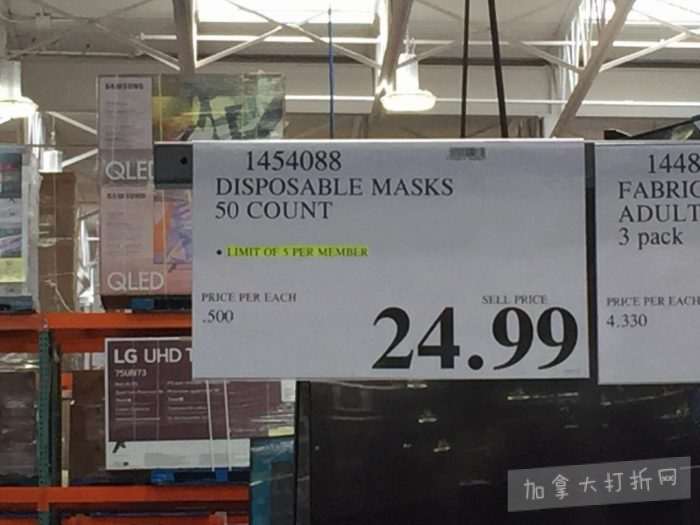 SAMSUNG
QLED
SAMSUNG
QLED
LG UHD T
75UN73
1454088
DISPOSABLE MASKS
50 COUNT
• LIMIT OF 5 PER MEMBER
PRICE PER EACH
.500
SELL PRICE
24.99
1448
FABRIC
ADULT
3 pack
PRICE PER EACH
4.330
加拿大打折网